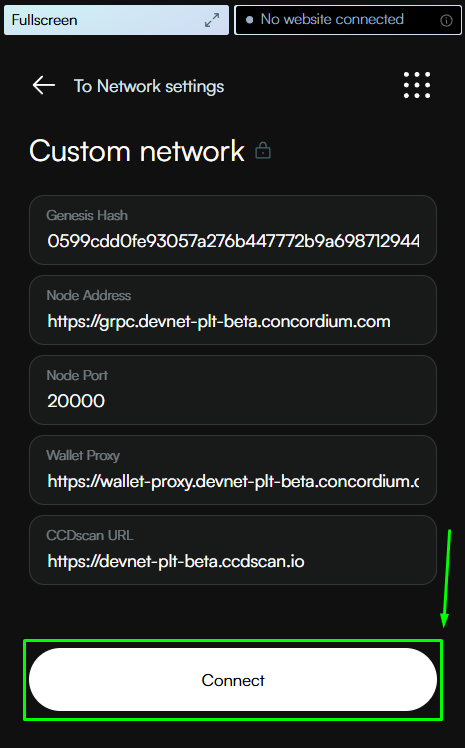 Fullscreen
No website connected
To Network settings
Custom network
Genesis Hash
0599cdd0fe93057a276b447772b9a698712944
Node Address
https://grpc.devnet-plt-beta.concordium.com
Node Port
20000
Wallet Proxy
https://wallet-proxy.devnet-plt-beta.concordium.c
CCDscan URL
https://devnet-plt-beta.ccdscan.io
Connect